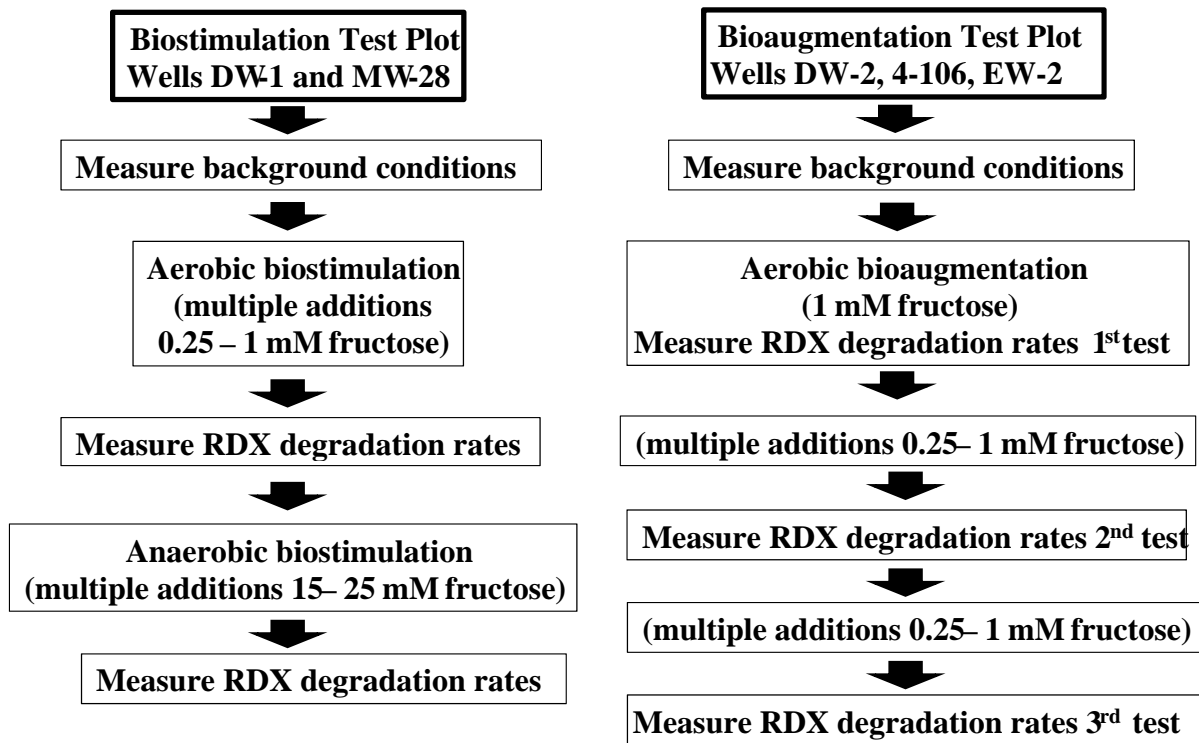 Biostimulation Test Plot
Wells DW-1 and MW-28
Measure background conditions
Aerobic biostimulation
(multiple additions
0.25 – 1 mM fructose)
Measure RDX degradation rates
Anaerobic biostimulation
(multiple additions 15– 25 mM fructose)
Measure RDX degradation rates
Bioaugmentation Test Plot
Wells DW-2, 4-106, EW-2
Measure background conditions
Aerobic bioaugmentation
(1 mM fructose)
Measure RDX degradation rates 1st test
(multiple additions 0.25– 1 mM fructose)
Measure RDX degradation rates 2nd test
(multiple additions 0.25– 1 mM fructose)
Measure RDX degradation rates 3rd test